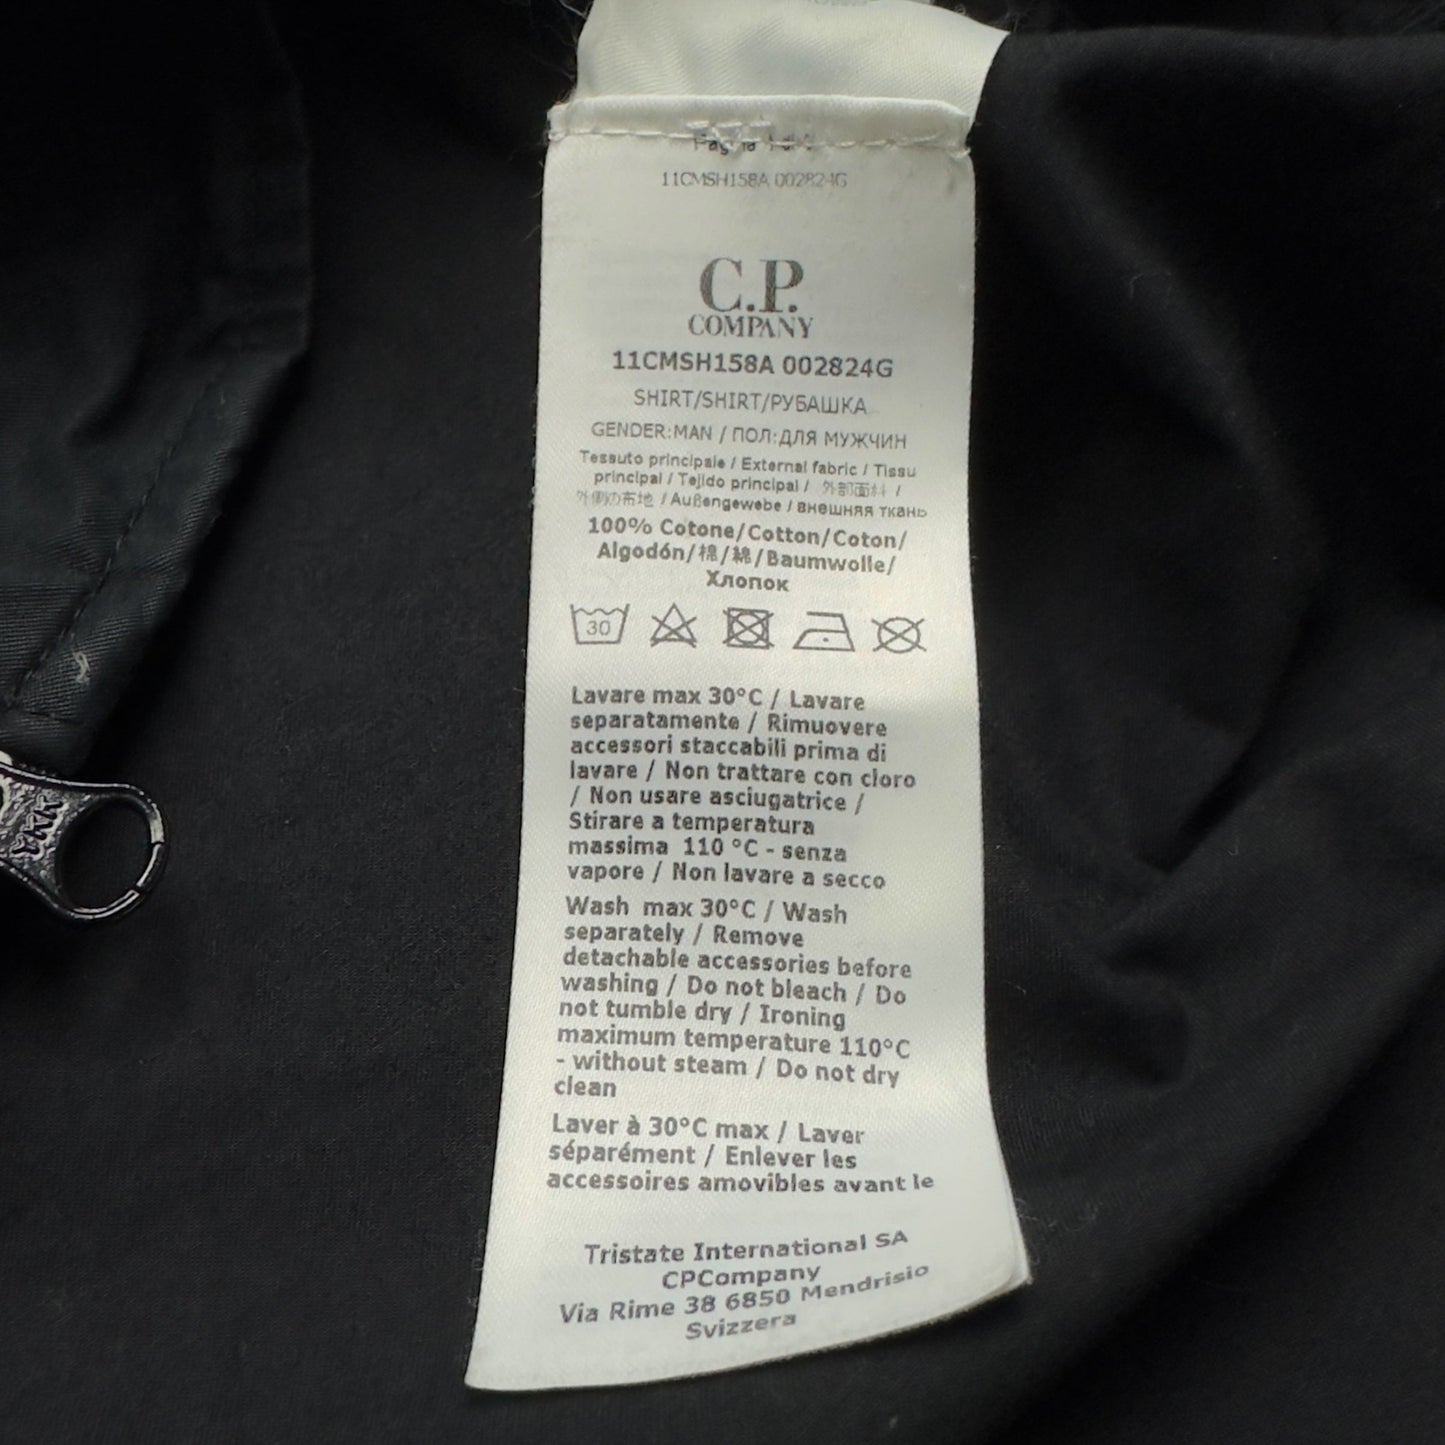 11CMSH158A 002824G
C.P.
COMPANY
11CMSH158A 002824G
SHIRT/SHIRT/РУБАШКА
GENDER:MAN / ПОЛ:ДЛЯ МУЖЧИН
Tessuto principale / External fabric / Tissu
principal / Tejido principal / 外部面料 /
外側の布地 / Außengewebe / внешняя ткань
100% Cotone/Cotton/Coton/
Algodón/棉/綿/Baumwolle/
Хлопок
30
Lavare max 30°C / Lavare
separatamente / Rimuovere
accessori staccabili prima di
lavare / Non trattare con cloro
/ Non usare asciugatrice /
Stirare a temperatura
massima 110 °C - senza
vapore / Non lavare a secco
Wash max 30°C / Wash
separately / Remove
detachable accessories before
washing / Do not bleach / Do
not tumble dry / Ironing
maximum temperature 110°C
- without steam / Do not dry
clean
Laver à 30°C max / Laver
séparément / Enlever les
accessoires amovibles avant le
Tristate International SA
CPCompany
Via Rime 38 6850 Mendrisio
Svizzera
YKK